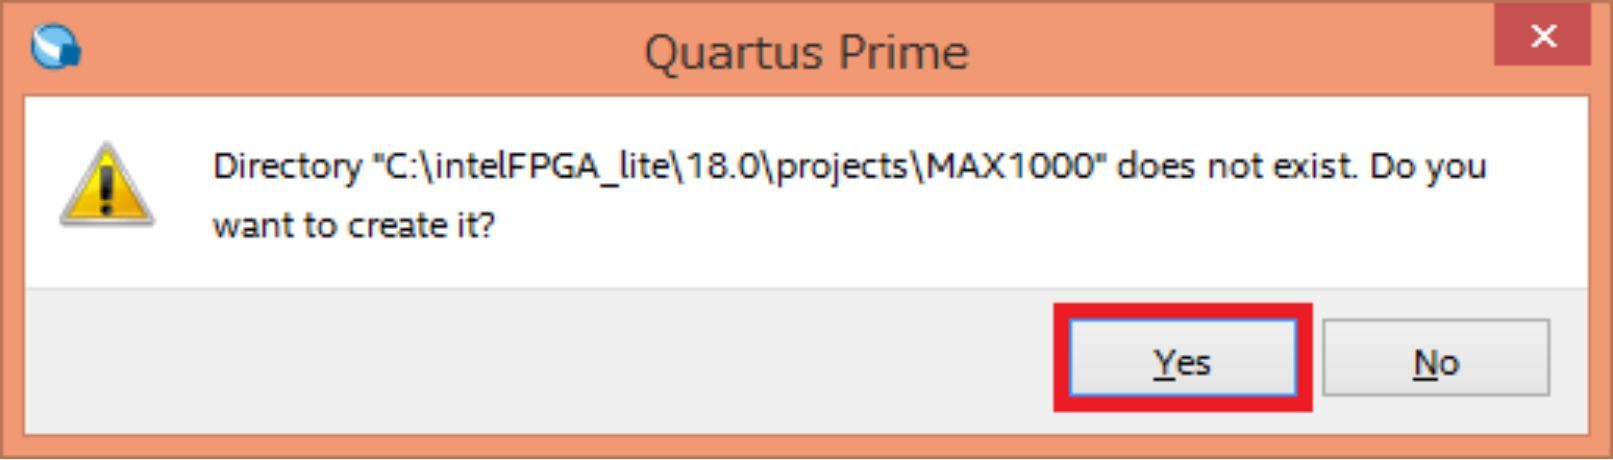 Quartus Prime
Directory "C:\intelFPGA_lite\18.0\projects\MAX1000" does not exist. Do you
want to create it?
Yes No